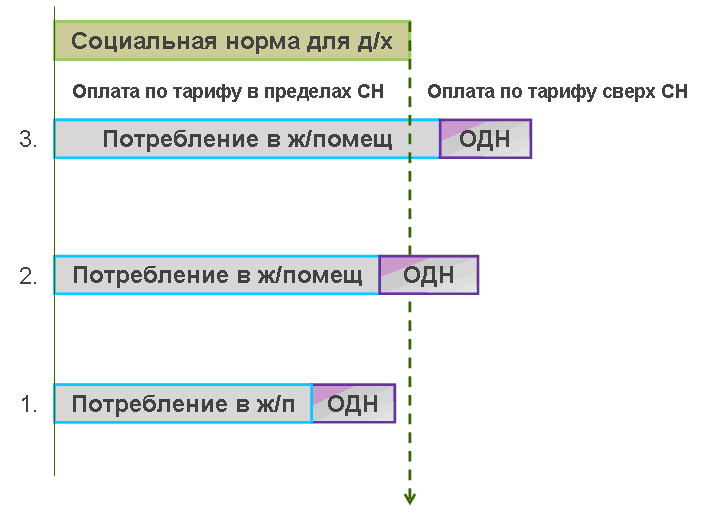 Социальная норма для д/х
Оплата по тарифу в пределах СН Оплата по тарифу сверх СН
3. Потребление в ж/помещ ОДН
2. Потребление в ж/помещ ОДН
1. Потребление в ж/п ОДН